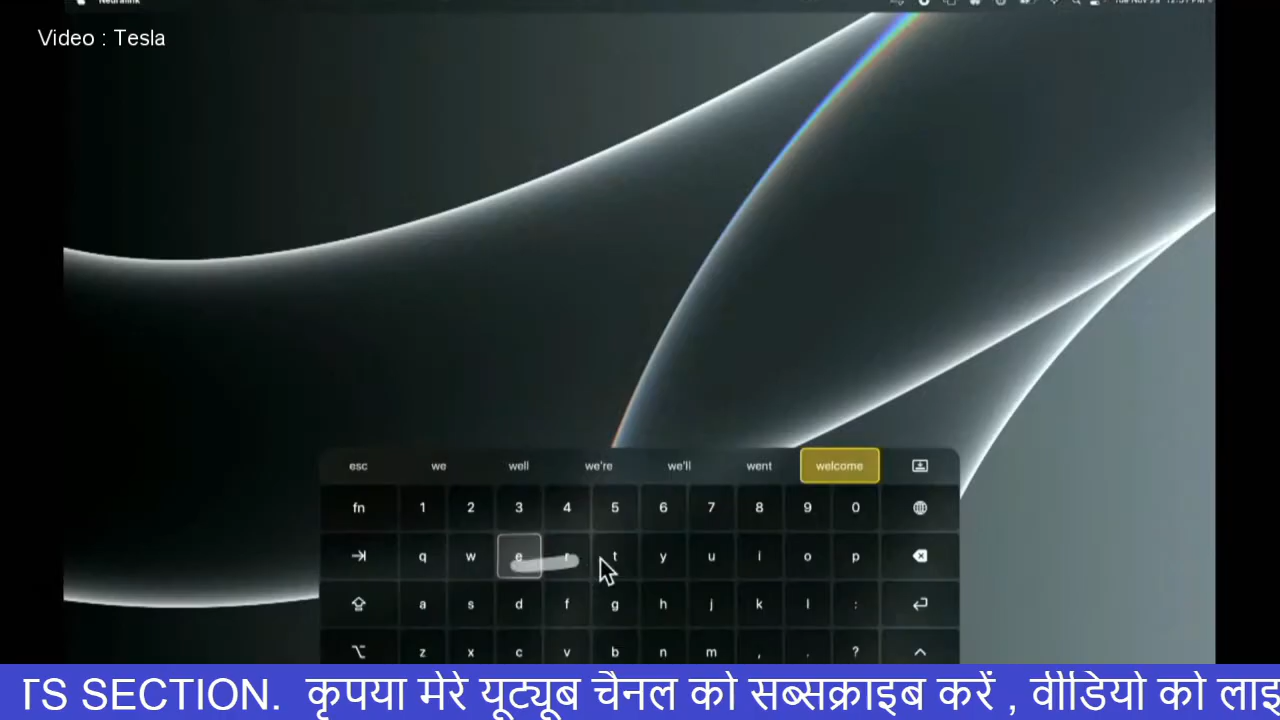 Neuralink
Video : Tesla
esc we well we're we'll went welcome
fn 1 2 3 4 5 6 7 8 9 0
q w e r t y u i o p
a s d f g h j k l :
z x c v b n m , . ?
TS SECTION. कृपया मेरे यूट्यूब चैनल को सब्सक्राइब करें , वीडियो को लाइ